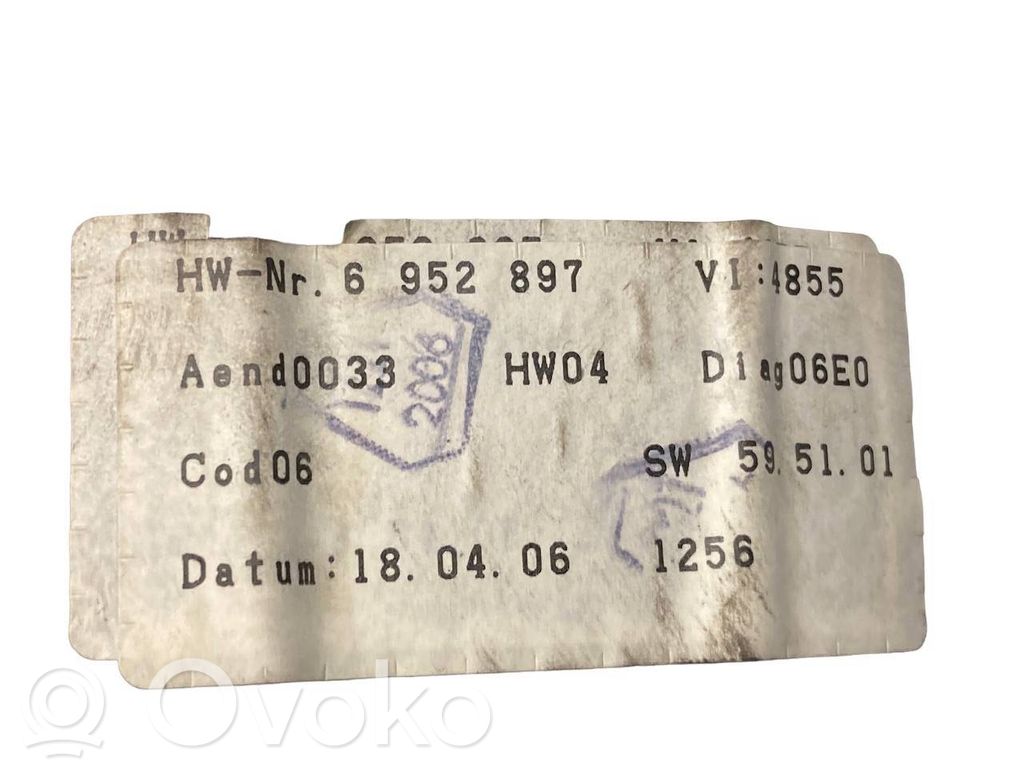 HW-Nr. 6 952 897 VI:4855
Aend0033 HW04 Diag06E0
2006
Cod06 SW 59.51.01
Datum:18.04.06 1256
Ovoko